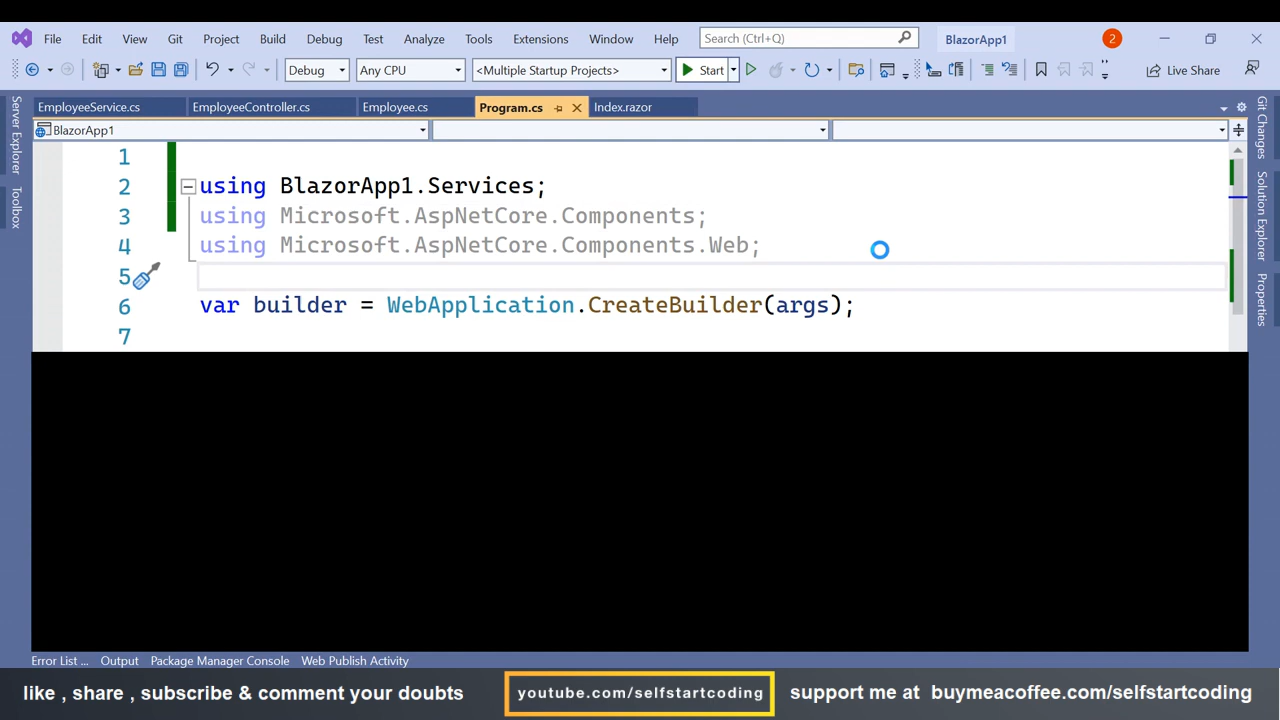 File Edit View Git Project Build Debug Test Analyze Tools Extensions Window Help Search (Ctrl+Q) BlazorApp1 2
Debug Any CPU <Multiple Startup Projects> Start Live Share
EmployeeService.cs EmployeeController.cs Employee.cs Program.cs Index.razor
BlazorApp1
Server Explorer
Toolbox
1
2 using BlazorApp1.Services;
3 using Microsoft.AspNetCore.Components;
4 using Microsoft.AspNetCore.Components.Web;
5
6 var builder = WebApplication.CreateBuilder(args);
7
Git Changes
Solution Explorer
Properties
Error List ... Output Package Manager Console Web Publish Activity
like , share , subscribe & comment your doubts youtube.com/selfstartcoding support me at buymeacoffee.com/selfstartcoding